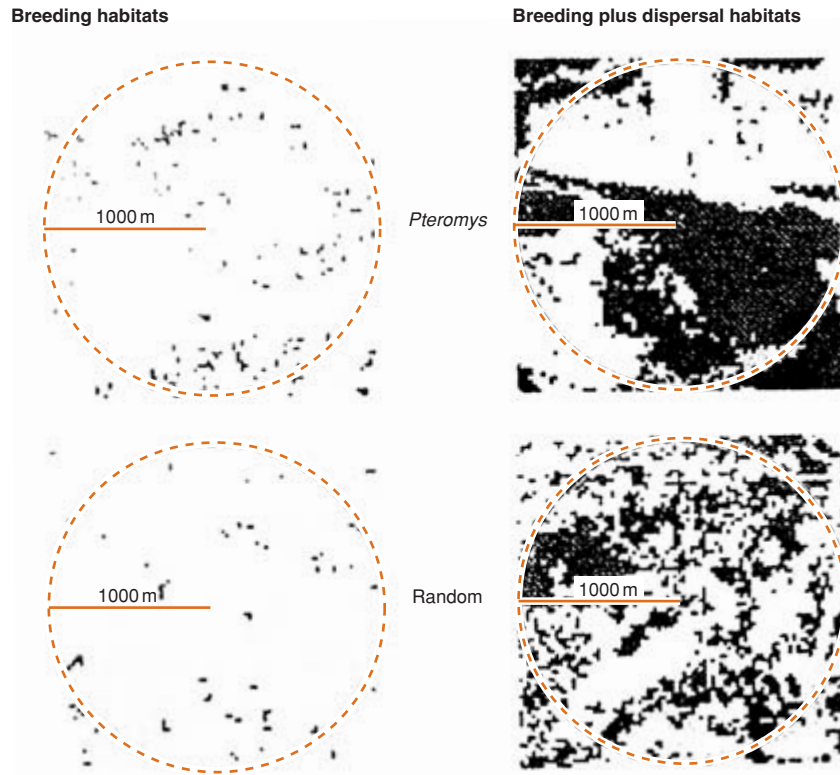 Breeding habitats
Breeding plus dispersal habitats
1000 m
Pteromys
1000 m
1000 m
Random
1000 m